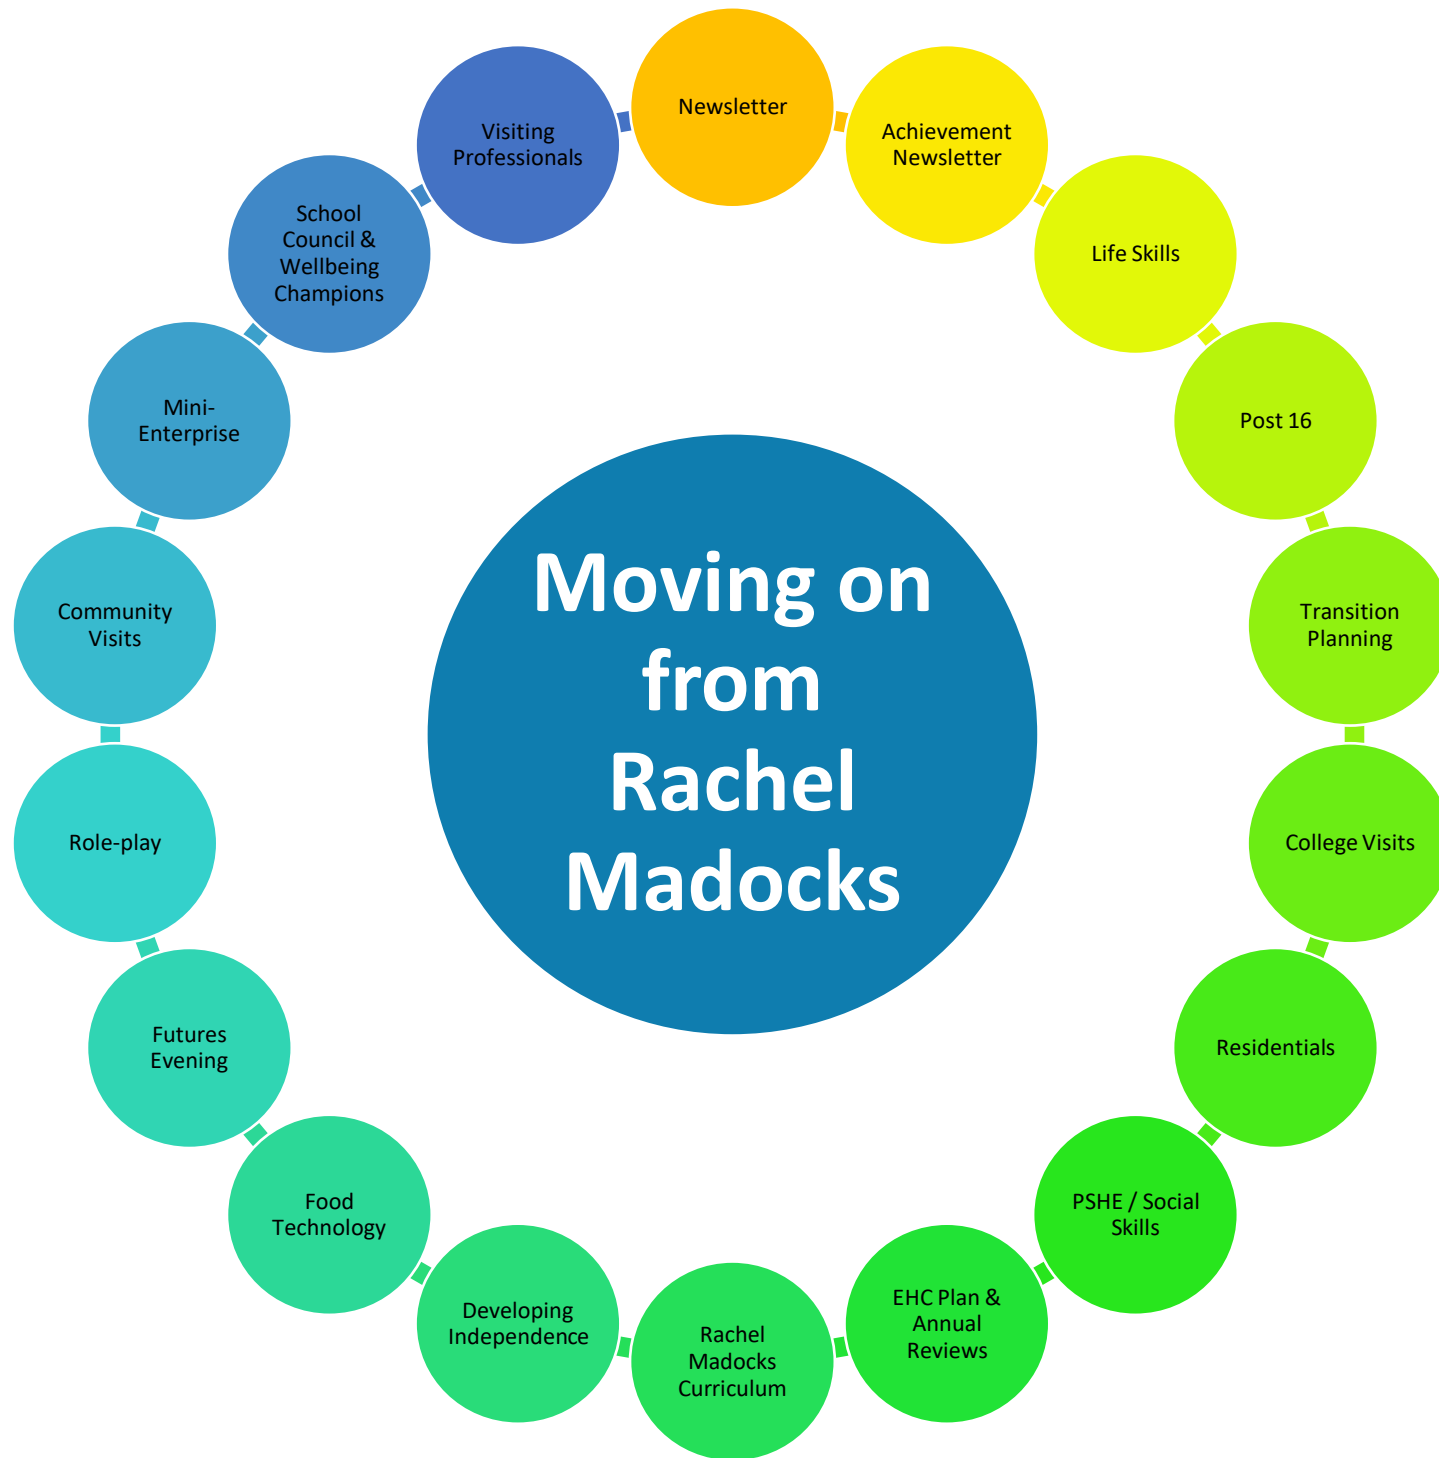 Newsletter
Achievement
Newsletter
Life Skills
Post 16
Transition
Planning
College Visits
Residentials
PSHE / Social
Skills
EHC Plan &
Annual
Reviews
Rachel
Madocks
Curriculum
Developing
Independence
Food
Technology
Futures
Evening
Role-play
Community
Visits
Mini-
Enterprise
School
Council &
Wellbeing
Champions
Visiting
Professionals
Moving on
from
Rachel
Madocks